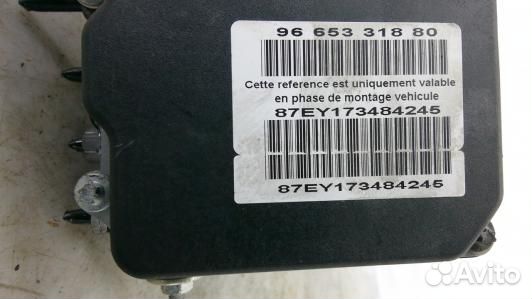 96 653 318 80
Cette reference est uniquement valable
en phase de montage vehicule
87EY173484245
87EY173484245
Avito